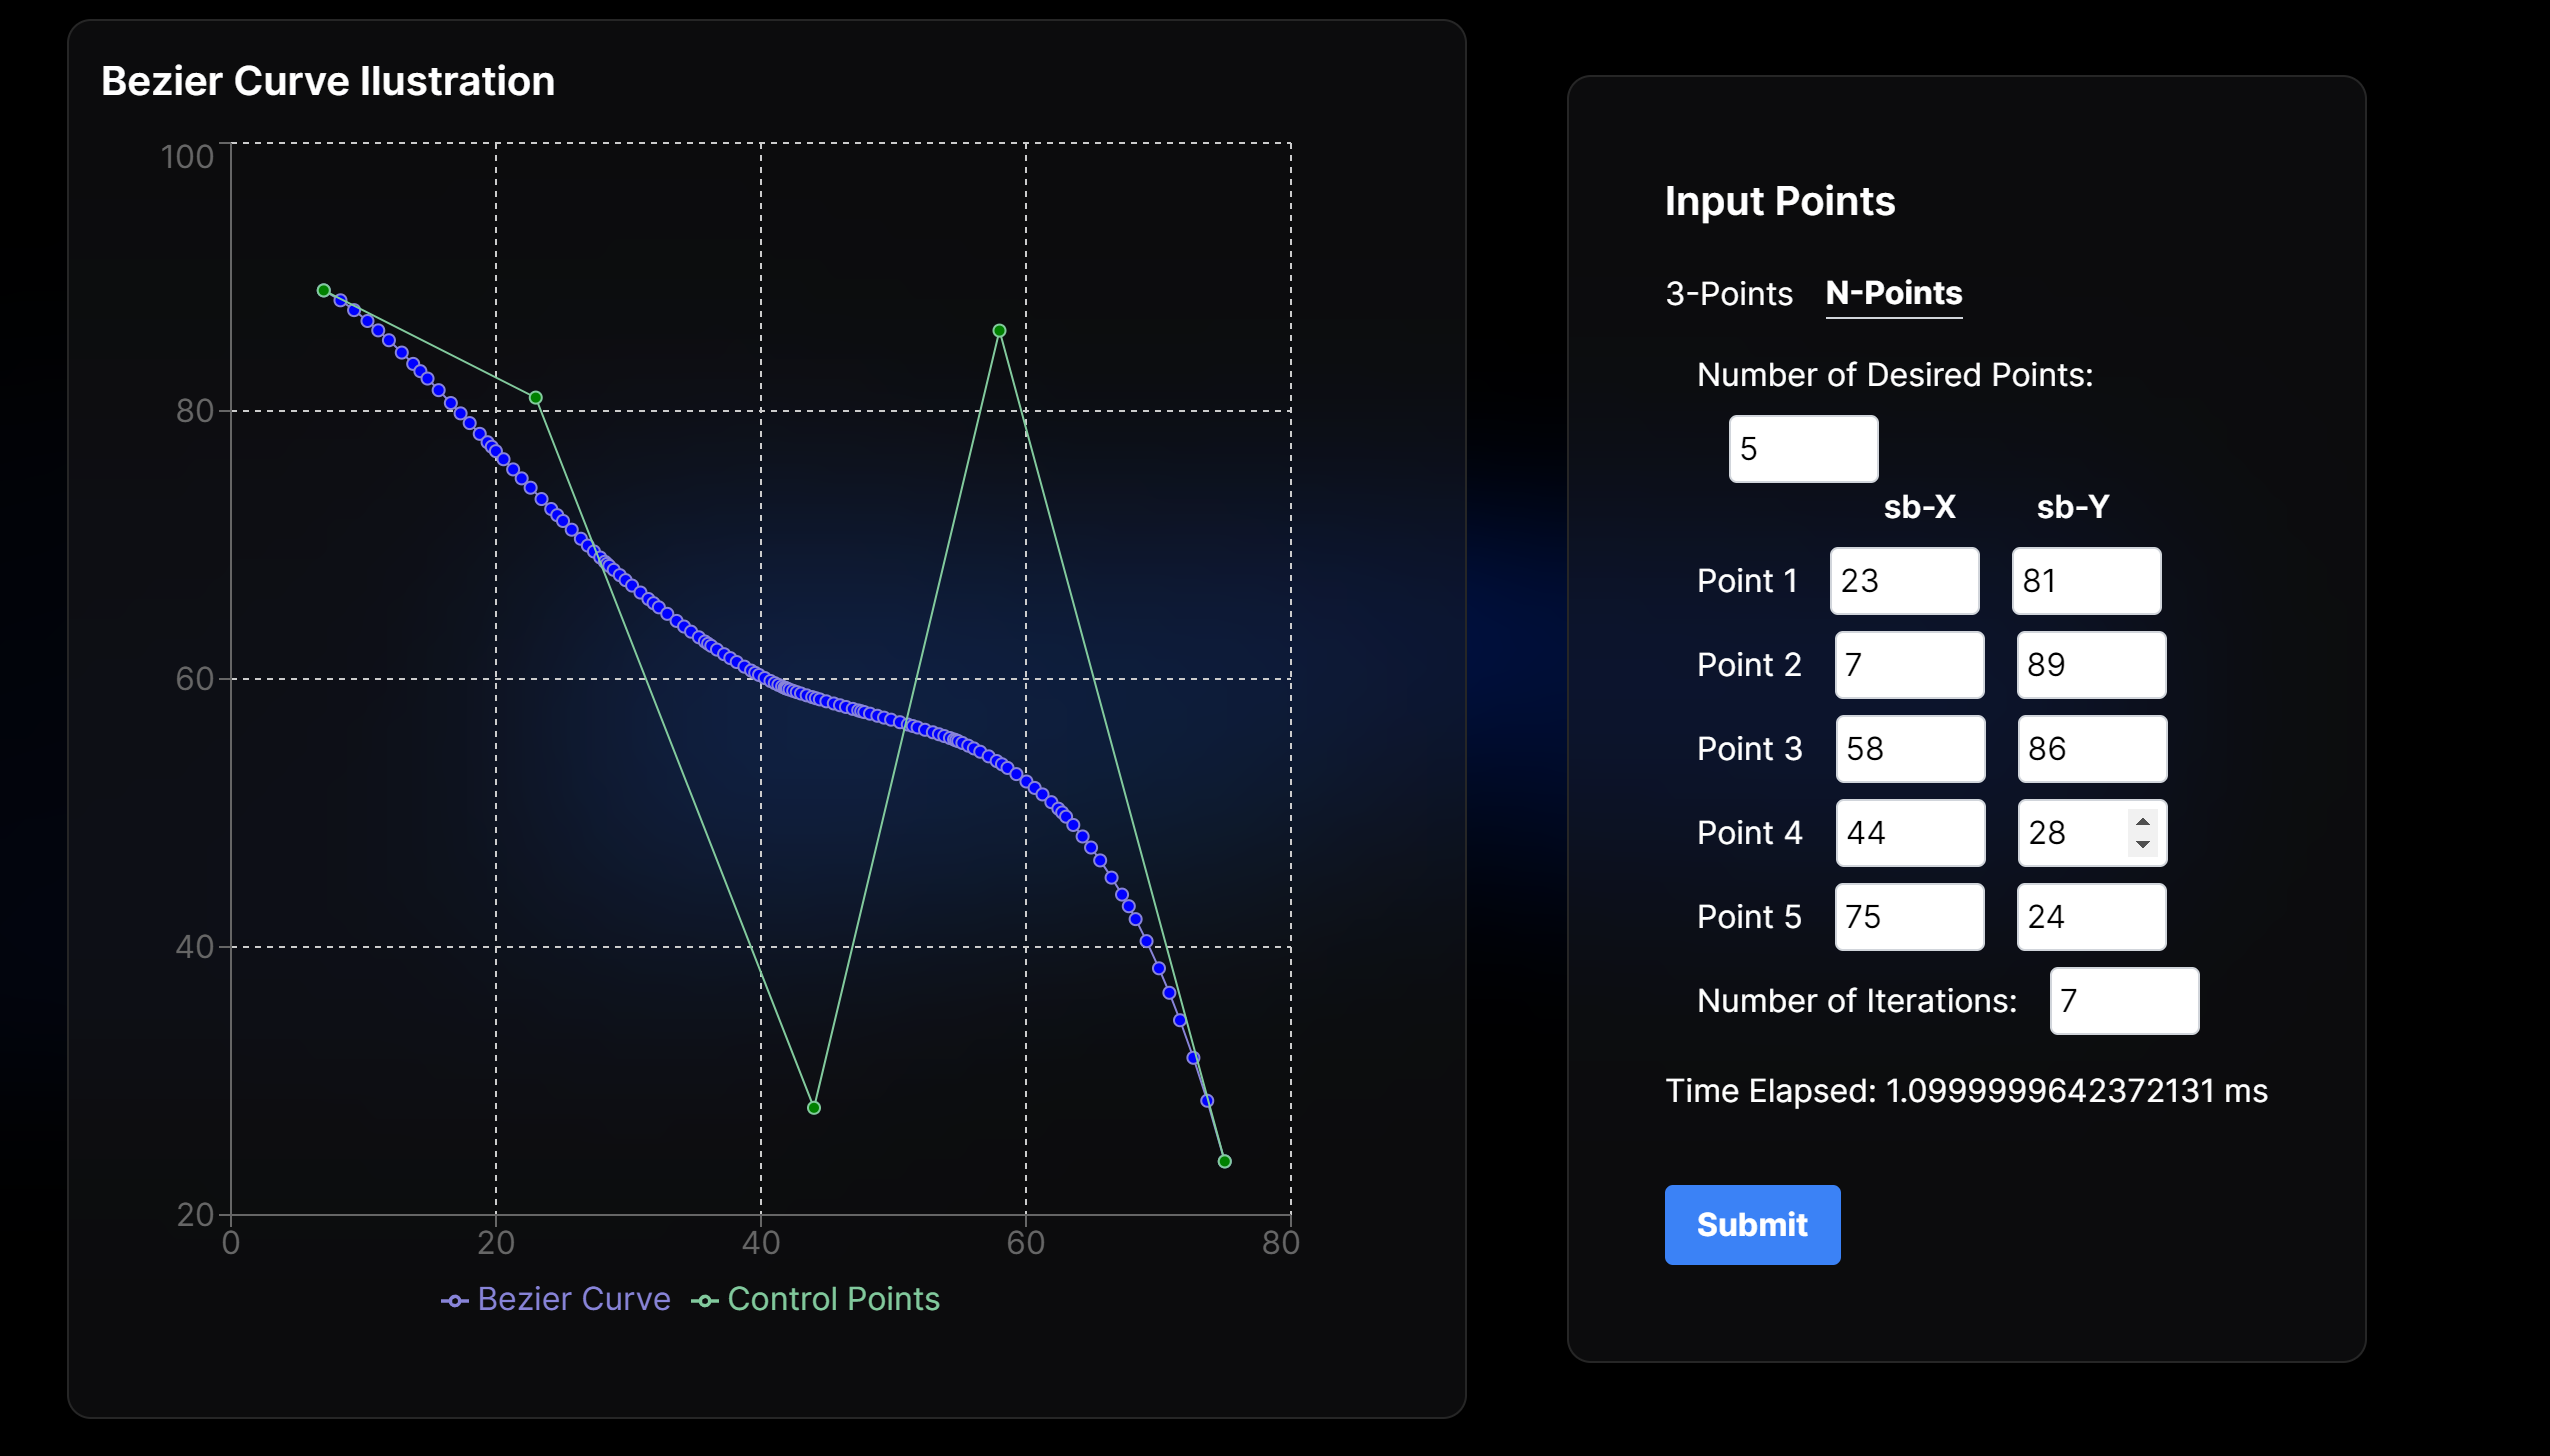 Bezier Curve Ilustration
100
80
60
40
20
0 20 40 60 80
Bezier Curve Control Points
Input Points
3-Points N-Points
Number of Desired Points:
5
sb-X sb-Y
Point 1 23 81
Point 2 7 89
Point 3 58 86
Point 4 44 28
Point 5 75 24
Number of Iterations: 7
Time Elapsed: 1.0999999642372131 ms
Submit